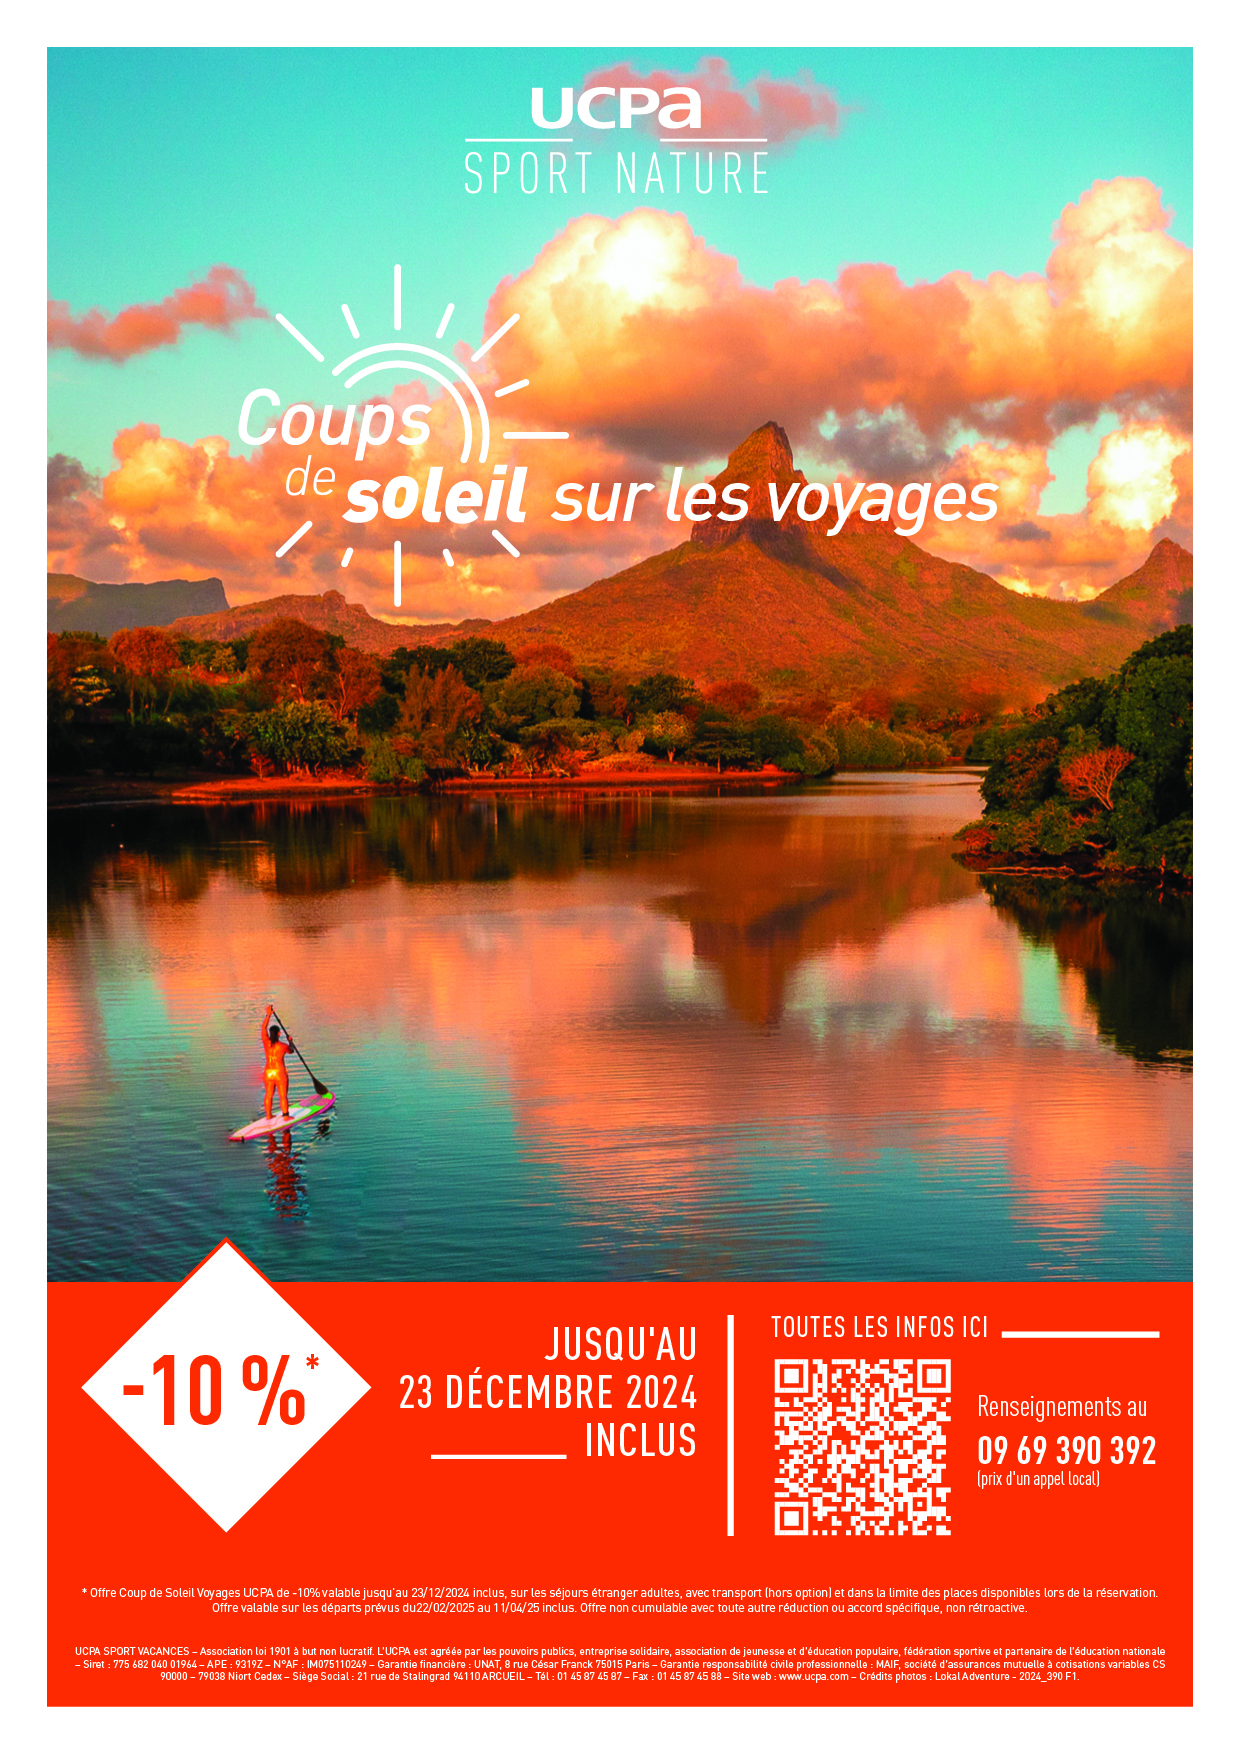 UCPA
SPORT NATURE
Coups
de soleil sur les voyages
-10 %*
JUSQU'AU
23 DÉCEMBRE 2024
INCLUS
TOUTES LES INFOS ICI
Renseignements au
09 69 390 392
(prix d'un appel local)
* Offre Coup de Soleil Voyages UCPA de -10% valable jusqu'au 23/12/2024 inclus, sur les séjours étranger adultes, avec transport (hors option) et dans la limite des places disponibles lors de la réservation.
Offre valable sur les départs prévus du22/02/2025 au 11/04/25 inclus. Offre non cumulable avec toute autre réduction ou accord spécifique, non rétroactive.
UCPA SPORT VACANCES – Association loi 1901 à but non lucratif. L'UCPA est agréée par les pouvoirs publics, entreprise solidaire, association de jeunesse et d'éducation populaire, fédération sportive et partenaire de l'éducation nationale
– Siret : 775 682 040 01964 – APE : 9319Z – N°AF : IM075110249 – Garantie financière : UNAT, 8 rue César Franck 75015 Paris – Garantie responsabilité civile professionnelle : MAIF, société d'assurances mutuelle à cotisations variables CS
90000 – 79038 Niort Cedex – Siège Social : 21 rue de Stalingrad 94110 ARCUEIL – Tél : 01 45 87 45 87 – Fax : 01 45 87 45 88 – Site web : www.ucpa.com – Crédits photos : Lokal Adventure - 2024_390 F1.